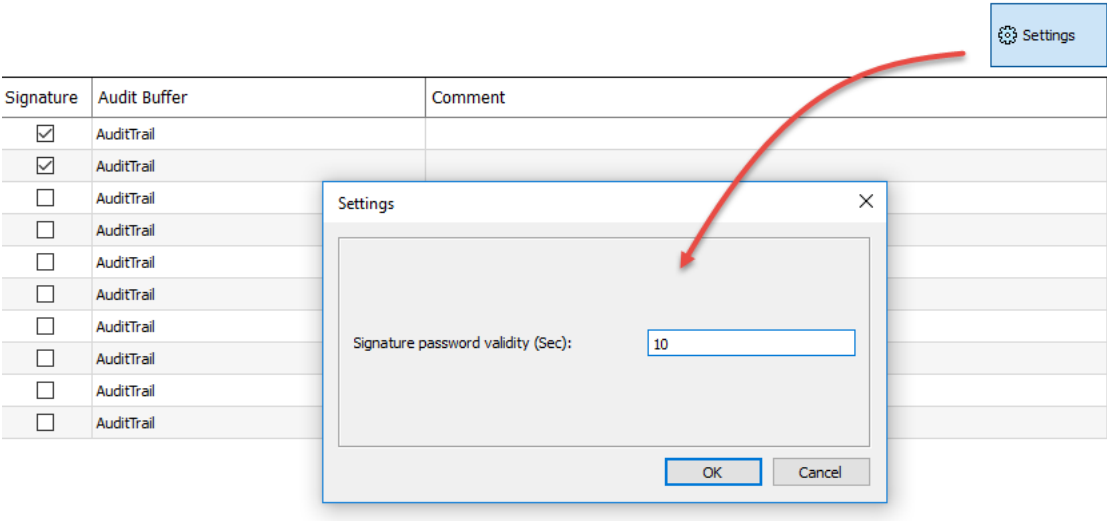 Settings
Signature Audit Buffer Comment
AuditTrail
AuditTrail
AuditTrail
AuditTrail
AuditTrail
AuditTrail
AuditTrail
AuditTrail
AuditTrail
AuditTrail
Settings
Signature password validity (Sec): 10
OK Cancel